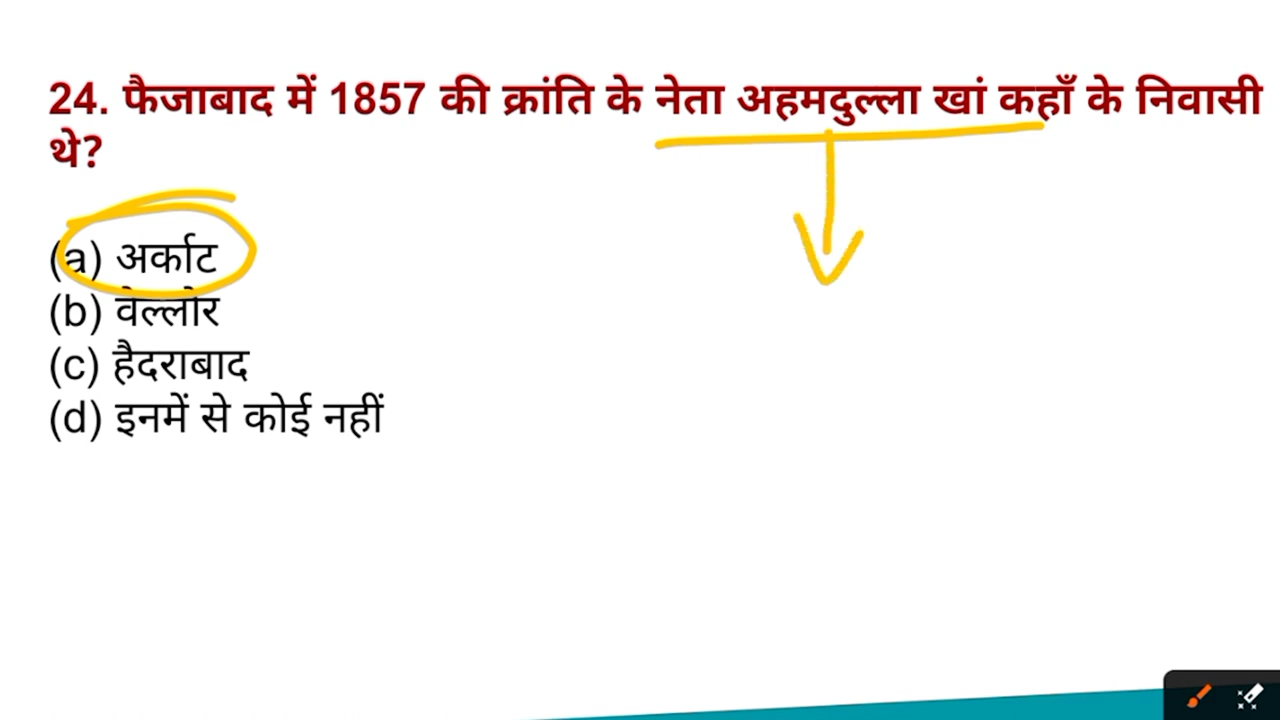 24. फैजाबाद में 1857 की क्रांति के नेता अहमदुल्ला खां कहाँ के निवासी
थे?
(a) अर्काट
(b) वेल्लोर
(c) हैदराबाद
(d) इनमें से कोई नहीं